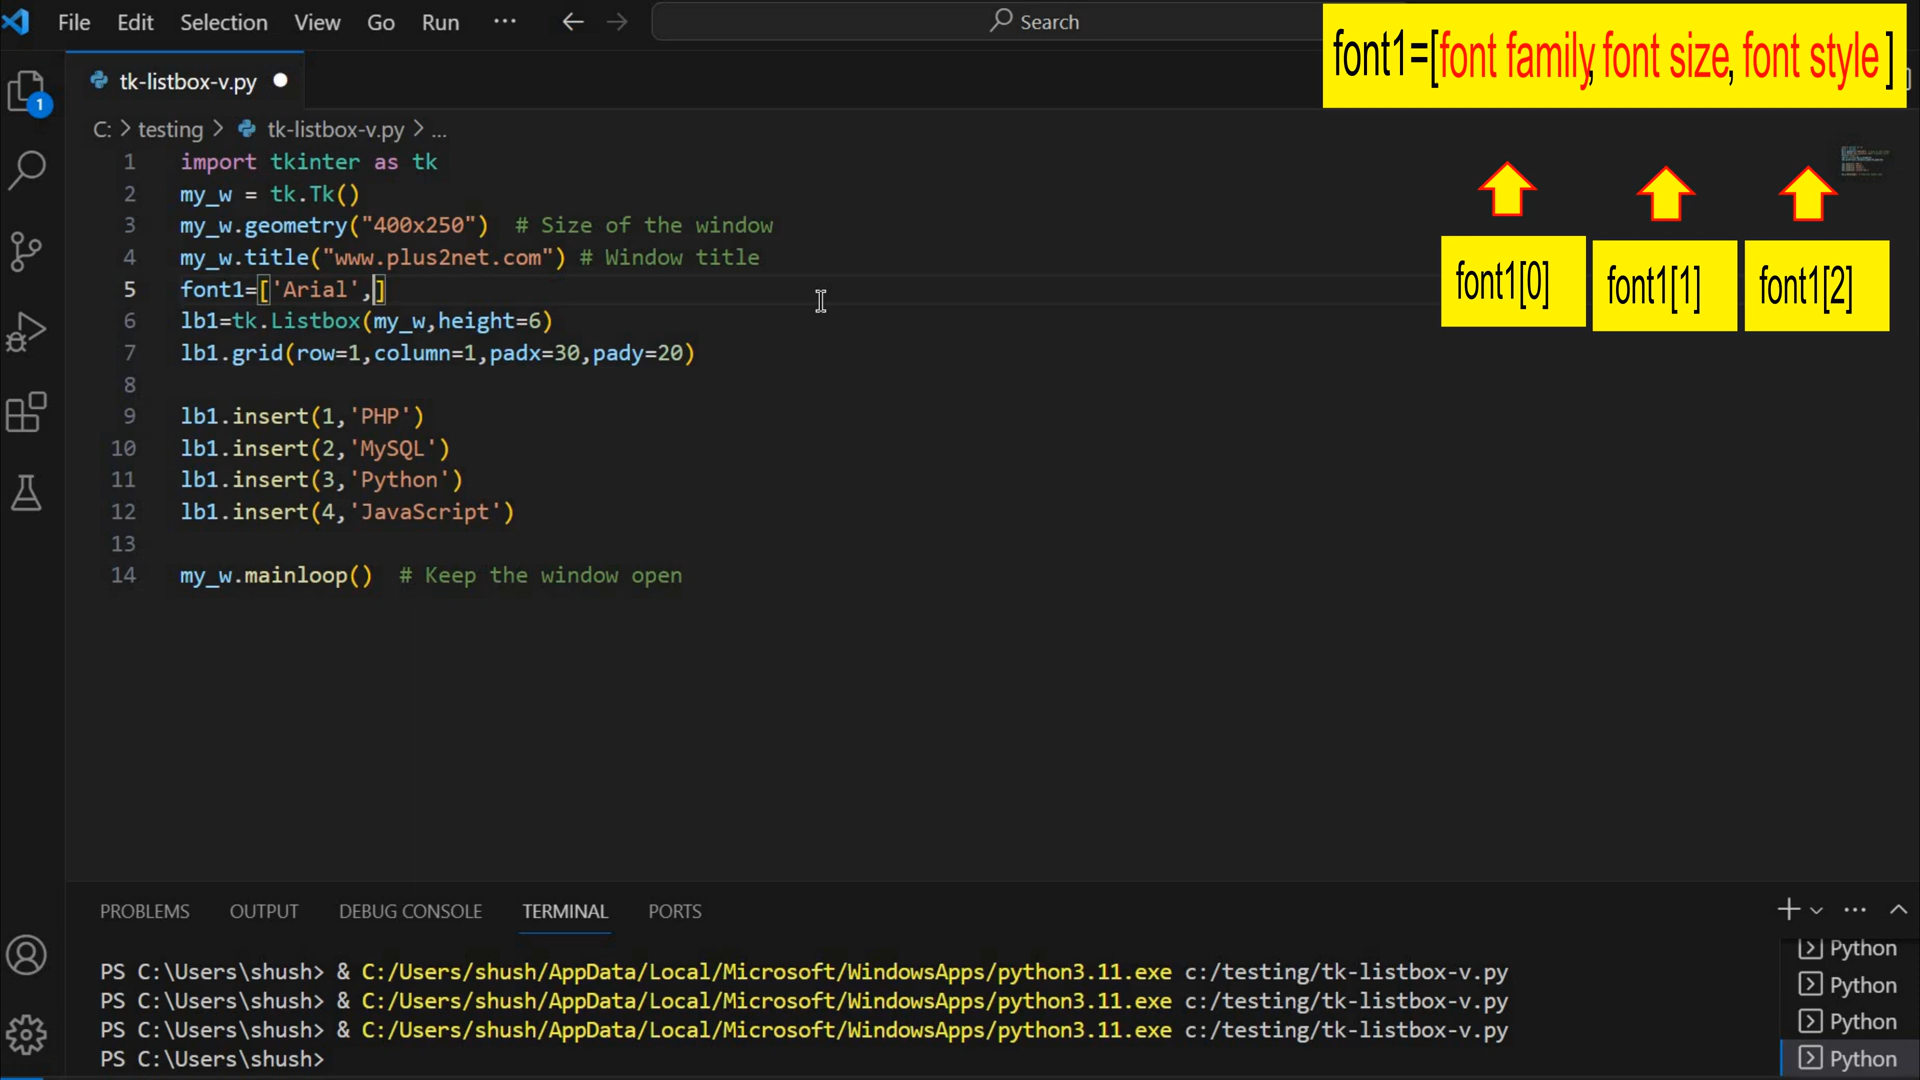 File Edit Selection View Go Run ... Search
font1=[font family, font size, font style ]
tk-listbox-v.py
C: > testing > tk-listbox-v.py > ...
1 import tkinter as tk
2 my_w = tk.Tk()
3 my_w.geometry("400x250")  # Size of the window
4 my_w.title("www.plus2net.com") # Window title
5 font1=['Arial',]
6 lb1=tk.Listbox(my_w,height=6)
7 lb1.grid(row=1,column=1,padx=30,pady=20)
8
9 lb1.insert(1,'PHP')
10 lb1.insert(2,'MySQL')
11 lb1.insert(3,'Python')
12 lb1.insert(4,'JavaScript')
13
14 my_w.mainloop()  # Keep the window open
font1[0] font1[1] font1[2]
1
PROBLEMS OUTPUT DEBUG CONSOLE TERMINAL PORTS
PS C:\Users\shush> & C:/Users/shush/AppData/Local/Microsoft/WindowsApps/python3.11.exe c:/testing/tk-listbox-v.py
PS C:\Users\shush> & C:/Users/shush/AppData/Local/Microsoft/WindowsApps/python3.11.exe c:/testing/tk-listbox-v.py
PS C:\Users\shush> & C:/Users/shush/AppData/Local/Microsoft/WindowsApps/python3.11.exe c:/testing/tk-listbox-v.py
PS C:\Users\shush>
Python
Python
Python
Python